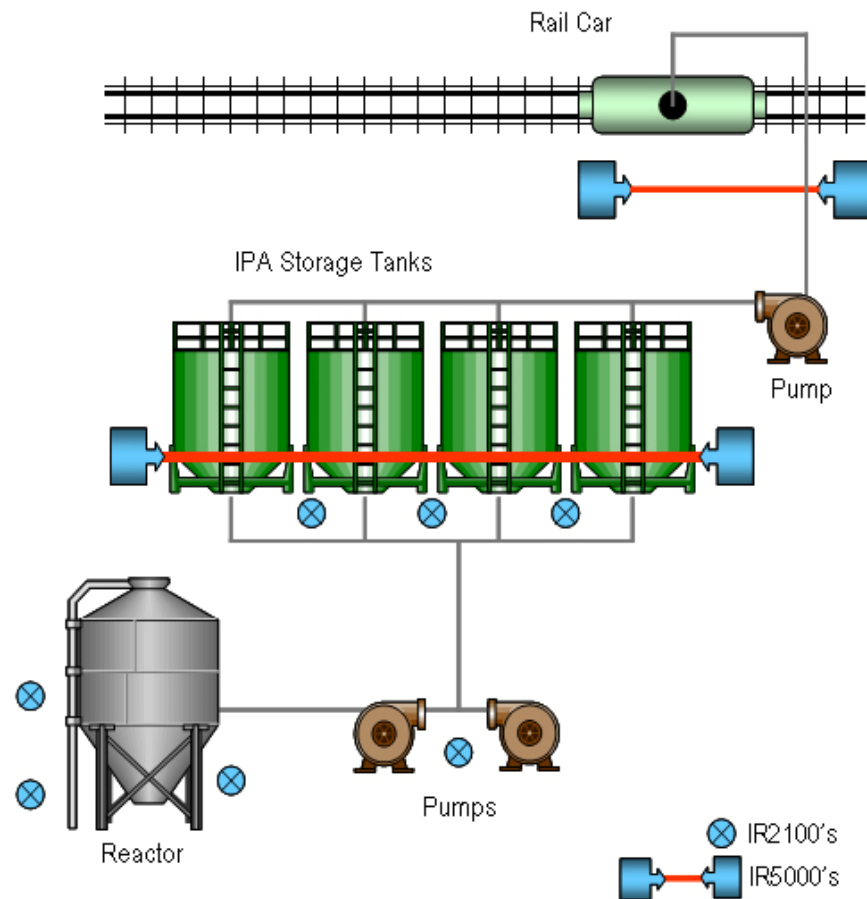 Rail Car
IPA Storage Tanks
Pump
Pumps
Reactor
IR2100's
IR5000's